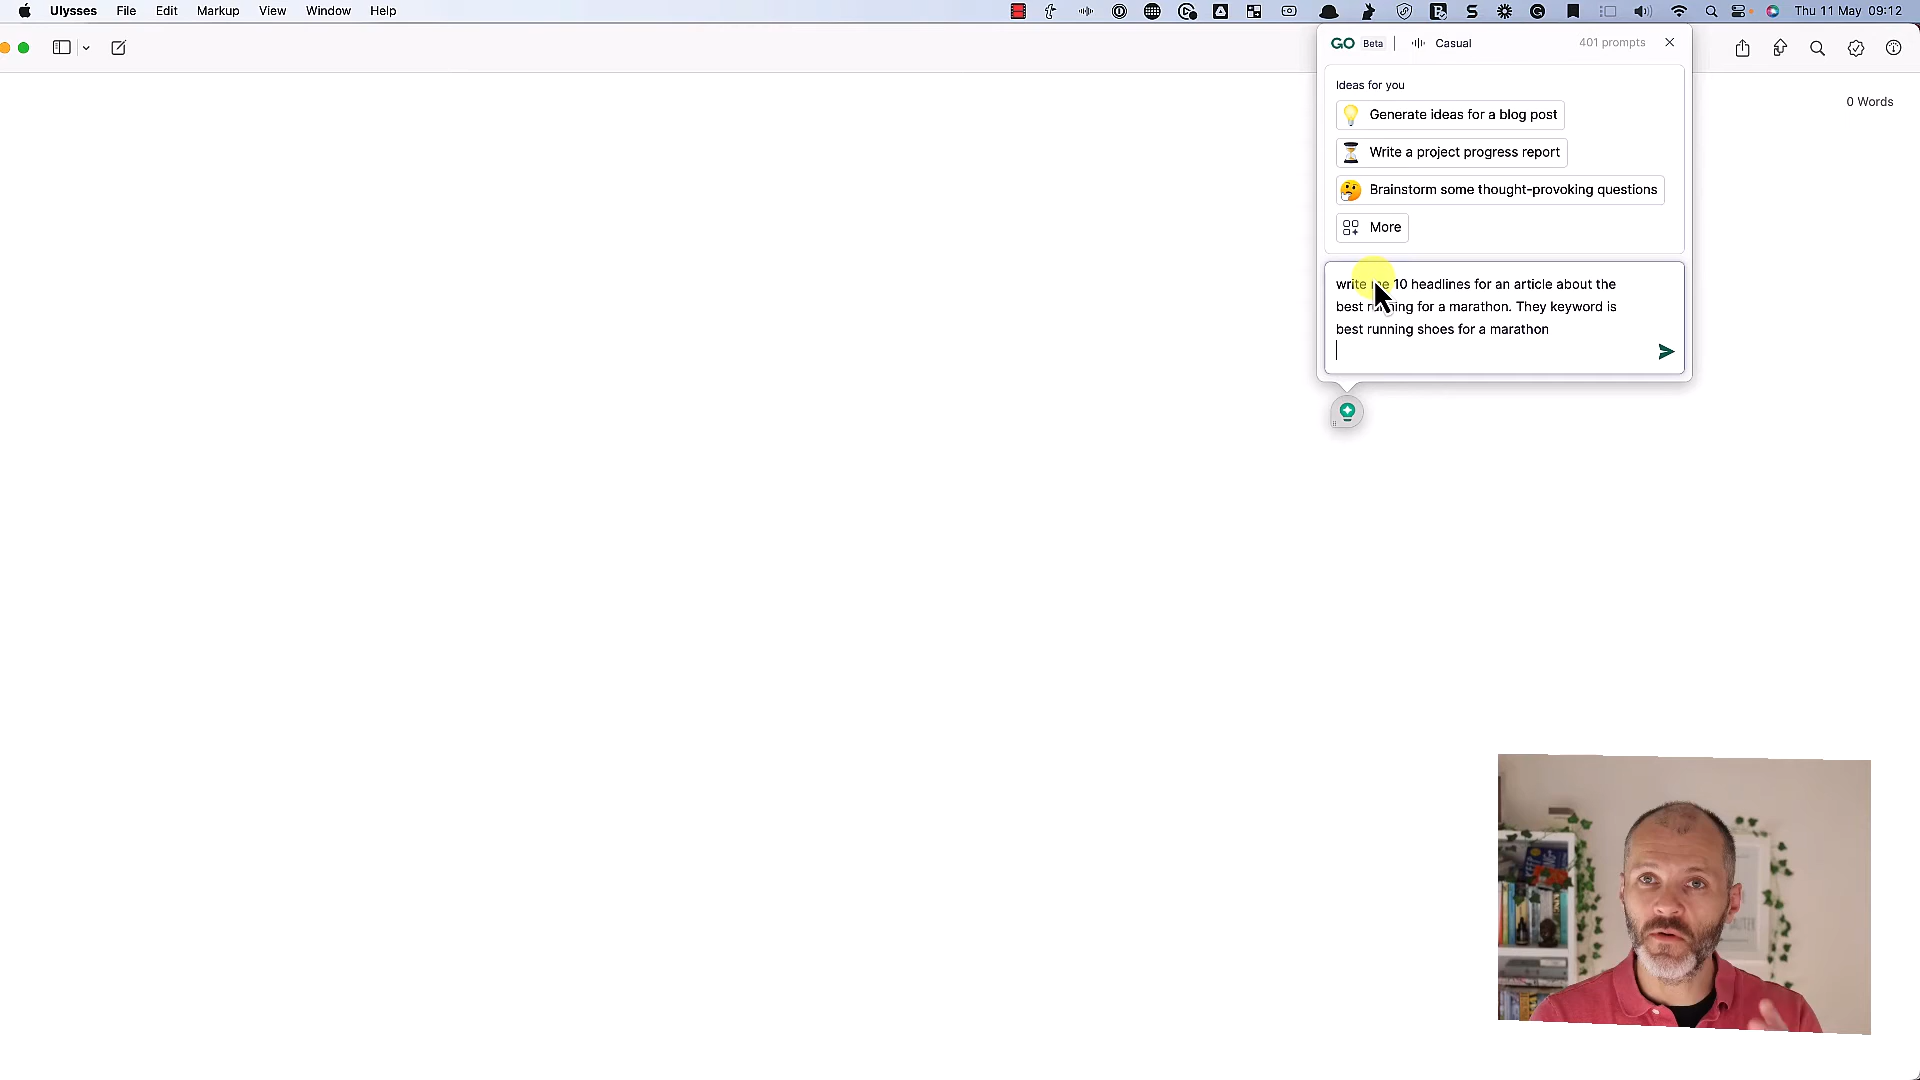 Ulysses File Edit Markup View Window Help Thu 11 May 09:12
GO Beta Casual 401 prompts
Ideas for you
0 Words
Generate ideas for a blog post
Write a project progress report
Brainstorm some thought-provoking questions
More
write me 10 headlines for an article about the
best running for a marathon. They keyword is
best running shoes for a marathon